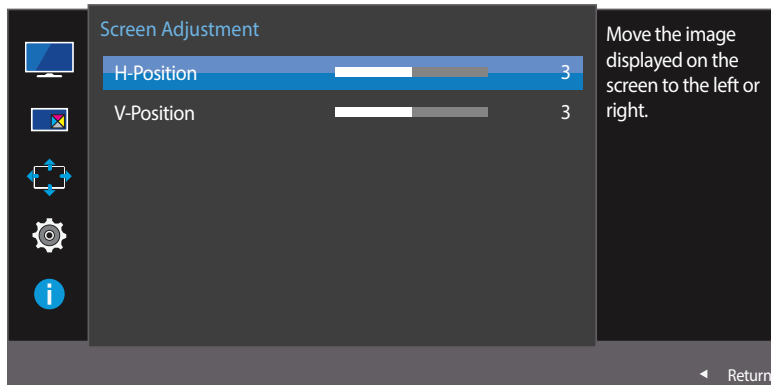 Screen Adjustment
H-Position 3
V-Position 3
Move the image
displayed on the
screen to the left or
right.
Return